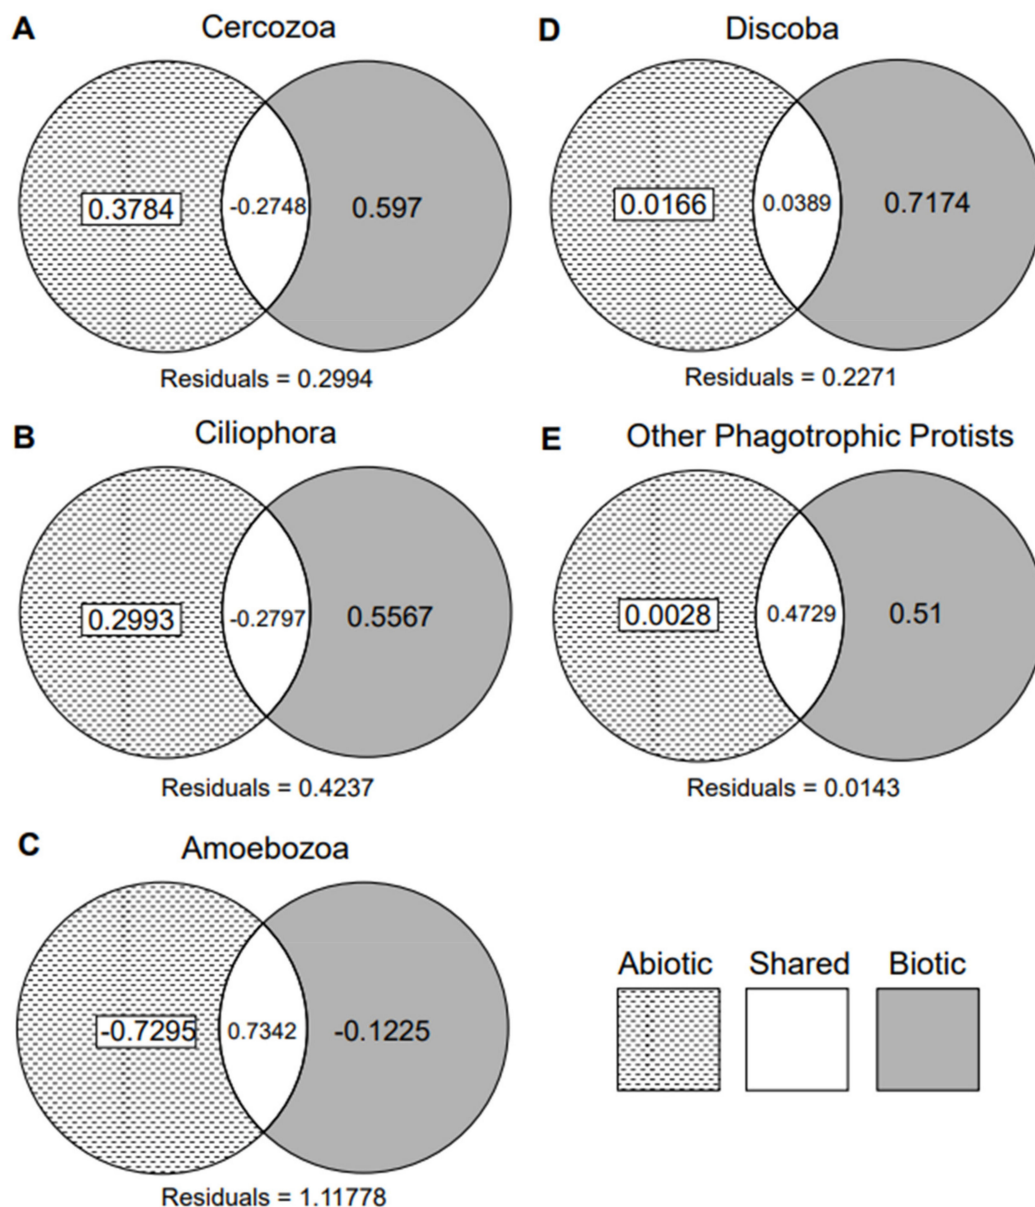 A
Cercozoa
0.3784
-0.2748
0.597
Residuals = 0.2994
B
Ciliophora
0.2993
-0.2797
0.5567
Residuals = 0.4237
C
Amoebozoa
-0.7295
0.7342
-0.1225
Residuals = 1.11778
D
Discoba
0.0166
0.0389
0.7174
Residuals = 0.2271
E
Other Phagotrophic Protists
0.0028
0.4729
0.51
Residuals = 0.0143
Abiotic
Shared
Biotic